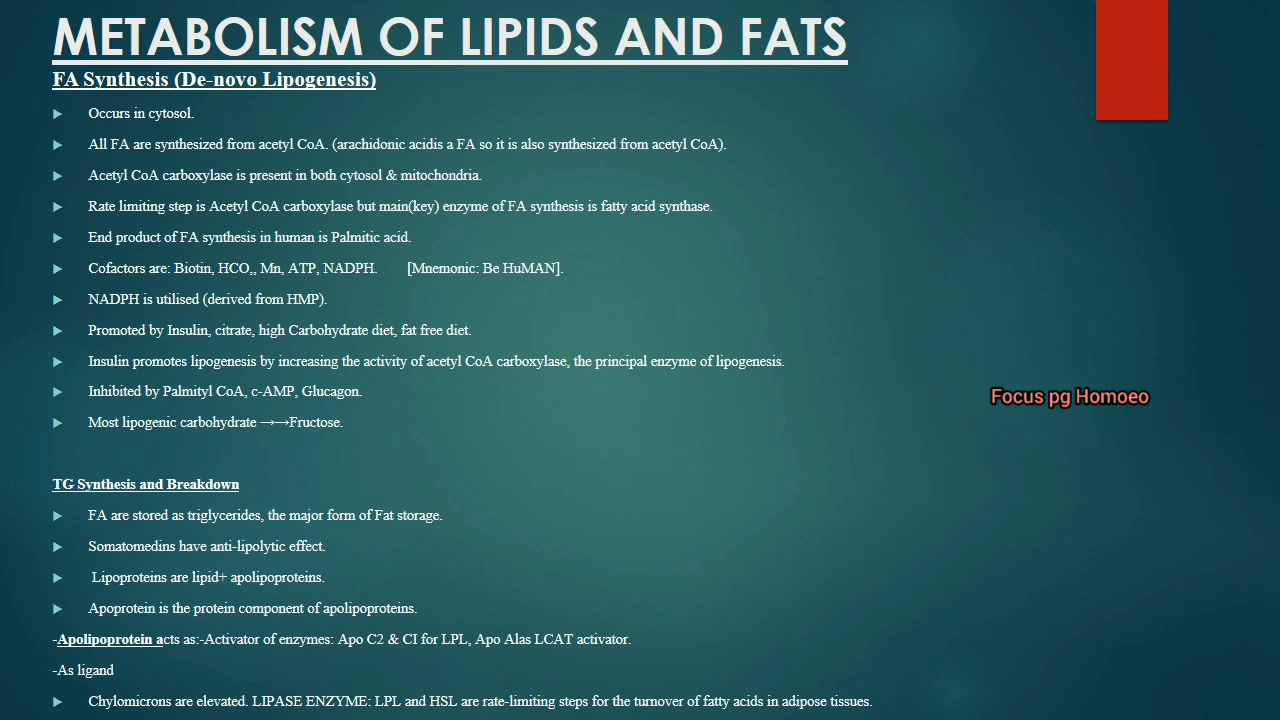 METABOLISM OF LIPIDS AND FATS
FA Synthesis (De-novo Lipogenesis)
Occurs in cytosol.
All FA are synthesized from acetyl CoA. (arachidonic acidis a FA so it is also synthesized from acetyl CoA).
Acetyl CoA carboxylase is present in both cytosol & mitochondria.
Rate limiting step is Acetyl CoA carboxylase but main(key) enzyme of FA synthesis is fatty acid synthase.
End product of FA synthesis in human is Palmitic acid.
Cofactors are: Biotin, HCO,, Mn, ATP, NADPH. [Mnemonic: Be HuMAN].
NADPH is utilised (derived from HMP).
Promoted by Insulin, citrate, high Carbohydrate diet, fat free diet.
Insulin promotes lipogenesis by increasing the activity of acetyl CoA carboxylase, the principal enzyme of lipogenesis.
Inhibited by Palmityl CoA, c-AMP, Glucagon.
Focus pg Homoeo
Most lipogenic carbohydrate →→Fructose.
TG Synthesis and Breakdown
FA are stored as triglycerides, the major form of Fat storage.
Somatomedins have anti-lipolytic effect.
Lipoproteins are lipid+ apolipoproteins.
Apoprotein is the protein component of apolipoproteins.
-Apolipoprotein acts as:-Activator of enzymes: Apo C2 & CI for LPL, Apo Alas LCAT activator.
-As ligand
Chylomicrons are elevated. LIPASE ENZYME: LPL and HSL are rate-limiting steps for the turnover of fatty acids in adipose tissues.